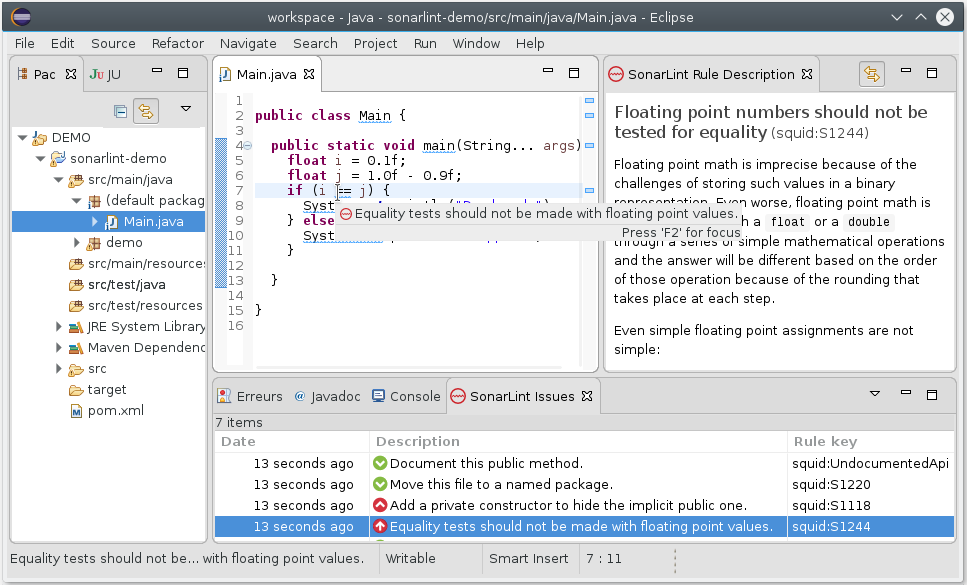 workspace - Java - sonarlint-demo/src/main/java/Main.java - Eclipse
File Edit Source Refactor Navigate Search Project Run Window Help
Pac JU JU
DEMO
sonarlint-demo
src/main/java
(default packag
Main.java
demo
src/main/resources
src/test/java
src/test/resources
JRE System Library
Maven Dependenc
src
target
pom.xml
Main.java
1
2 public class Main {
3
4 public static void main(String... args)
5 float i = 0.1f;
6 float j = 1.0f - 0.9f;
7 if (i == j) {
8 Syst
9 } else
10 Syst
11 }
12
13 }
14
15 }
16
Equality tests should not be made with floating point values.
Press 'F2' for focus
SonarLint Rule Description
Floating point numbers should not be
tested for equality (squid:S1244)
Floating point math is imprecise because of the
challenges of storing such values in a binary
representation. Even worse, floating point math is
h a float or a double
through a series of simple mathematical operations
and the answer will be different based on the order
of those operation because of the rounding that
takes place at each step.
Even simple floating point assignments are not
simple:
Erreurs @ Javadoc Console SonarLint Issues
7 items
Date Description Rule key
13 seconds ago Document this public method. squid:UndocumentedApi
13 seconds ago Move this file to a named package. squid:S1220
13 seconds ago Add a private constructor to hide the implicit public one. squid:S1118
13 seconds ago Equality tests should not be made with floating point values. squid:S1244
Equality tests should not be... with floating point values. Writable Smart Insert 7 : 11